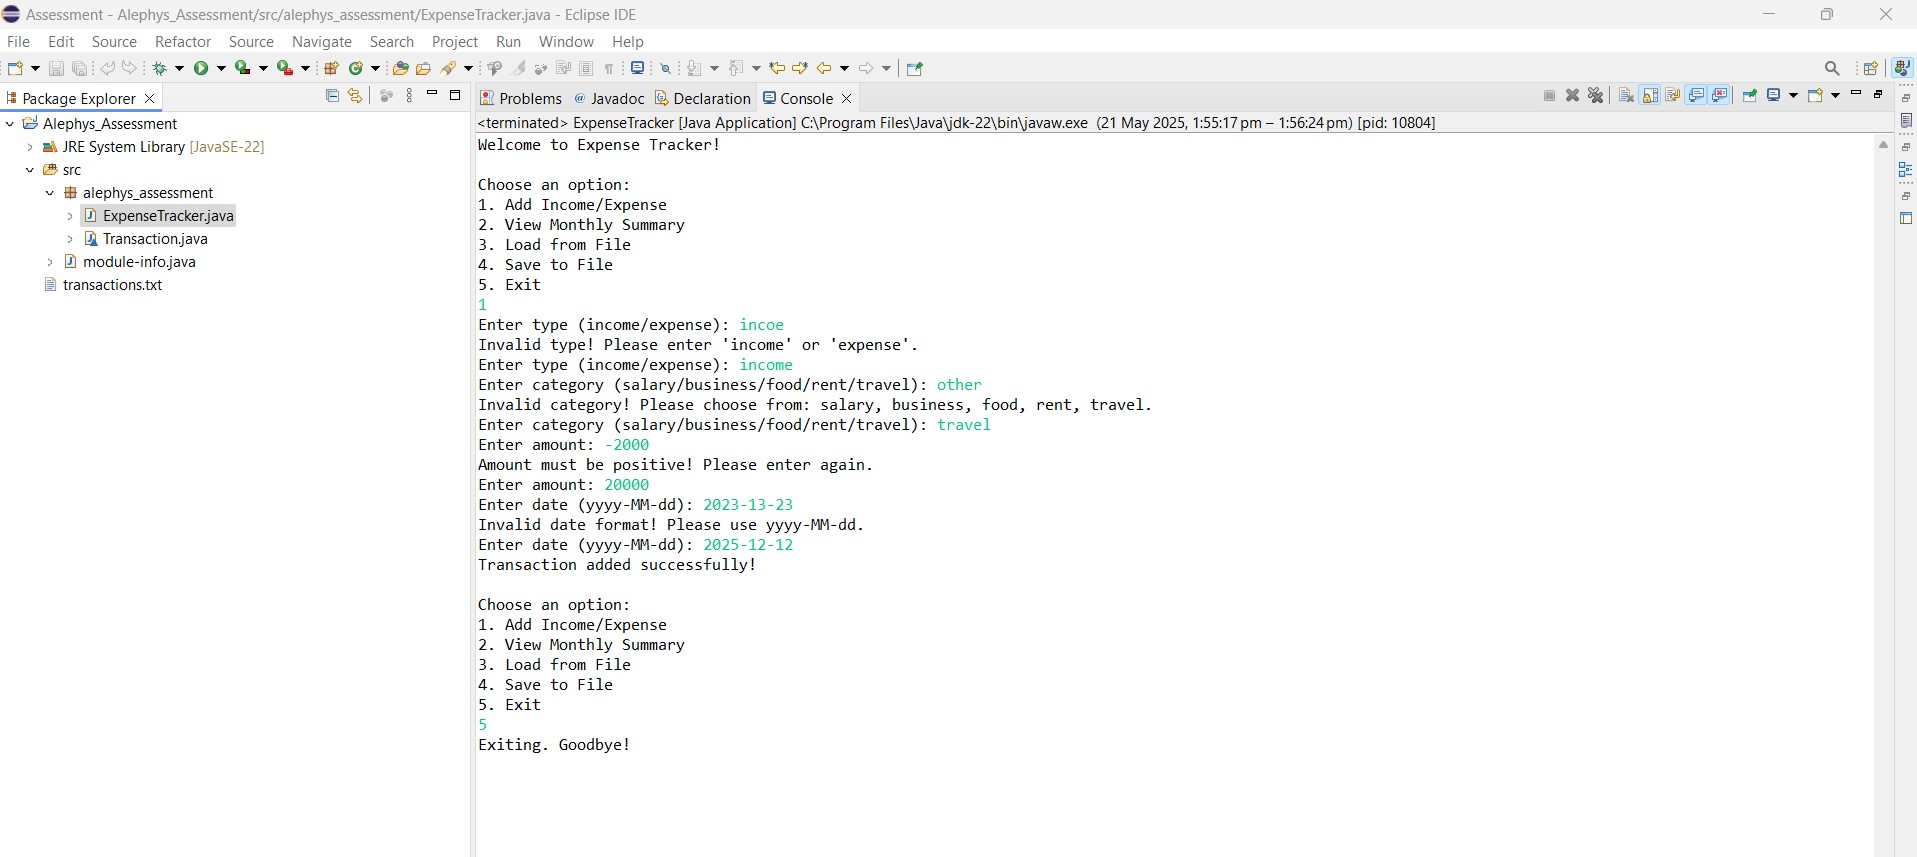 Assessment - Alephys_Assessment/src/alephys_assessment/ExpenseTracker.java - Eclipse IDE
File Edit Source Refactor Source Navigate Search Project Run Window Help
Package Explorer
Alephys_Assessment
JRE System Library [JavaSE-22]
src
alephys_assessment
ExpenseTracker.java
Transaction.java
module-info.java
transactions.txt
Problems @ Javadoc Declaration Console
<terminated> ExpenseTracker [Java Application] C:\Program Files\Java\jdk-22\bin\javaw.exe (21 May 2025, 1:55:17 pm – 1:56:24 pm) [pid: 10804]
Welcome to Expense Tracker!
Choose an option:
1. Add Income/Expense
2. View Monthly Summary
3. Load from File
4. Save to File
5. Exit
1
Enter type (income/expense): incoe
Invalid type! Please enter 'income' or 'expense'.
Enter type (income/expense): income
Enter category (salary/business/food/rent/travel): other
Invalid category! Please choose from: salary, business, food, rent, travel.
Enter category (salary/business/food/rent/travel): travel
Enter amount: -2000
Amount must be positive! Please enter again.
Enter amount: 20000
Enter date (yyyy-MM-dd): 2023-13-23
Invalid date format! Please use yyyy-MM-dd.
Enter date (yyyy-MM-dd): 2025-12-12
Transaction added successfully!
Choose an option:
1. Add Income/Expense
2. View Monthly Summary
3. Load from File
4. Save to File
5. Exit
5
Exiting. Goodbye!